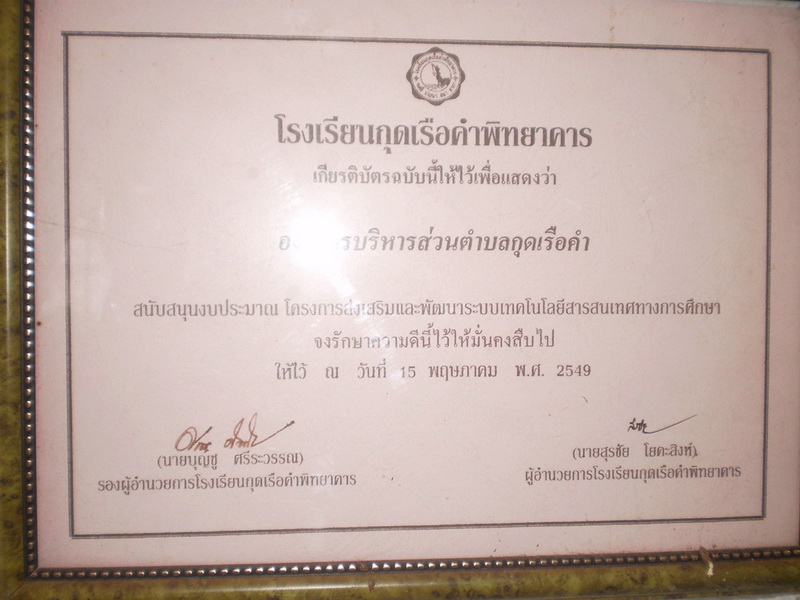 โรงเรียนกุดเรือคำพิทยาคาร
เกียรติบัตรฉบับนี้ให้ไว้เพื่อแสดงว่า
บริหารส่วนตำบลกุดเรือคำ
สนับสนุนงบประมาณ โครงการส่งเสริมและพัฒนาระบบเทคโนโลยีสารสนเทศทางการศึกษา
จงรักษาความดีนี้ไว้ให้มั่นคงสืบไป
ให้ไว้ ณ วันที่ 15 พฤษภาคม พ.ศ. 2549
(นายบุญชู ศรีระวรรณ)
รองผู้อำนวยการโรงเรียนกุดเรือคำพิทยาคาร
(นายสุรชัย โยคะสิงห์)
ผู้อำนวยการโรงเรียนกุดเรือคำพิทยาคาร